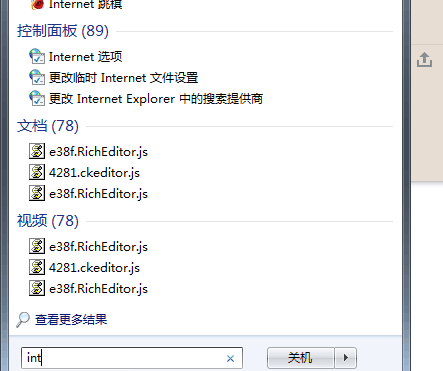 Internet 跳棋
控制面板 (89)
Internet 选项
更改临时 Internet 文件设置
更改 Internet Explorer 中的搜索提供商
文档 (78)
e38f.RichEditor.js
4281.ckeditor.js
e38f.RichEditor.js
视频 (78)
e38f.RichEditor.js
4281.ckeditor.js
e38f.RichEditor.js
查看更多结果
int
关机